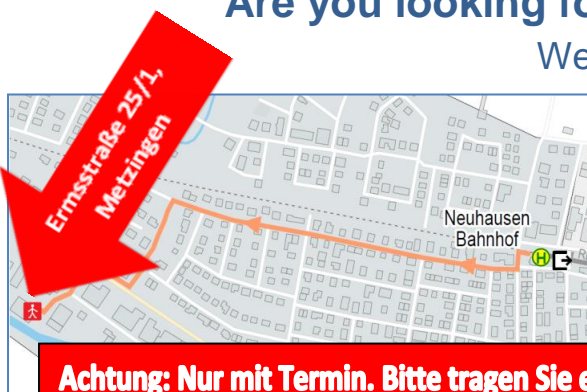 Are you looking fo
We
Ermsstraße 25/1,
Metzingen
Neuhausen
Bahnhof
H
Achtung: Nur mit Termin. Bitte tragen Sie